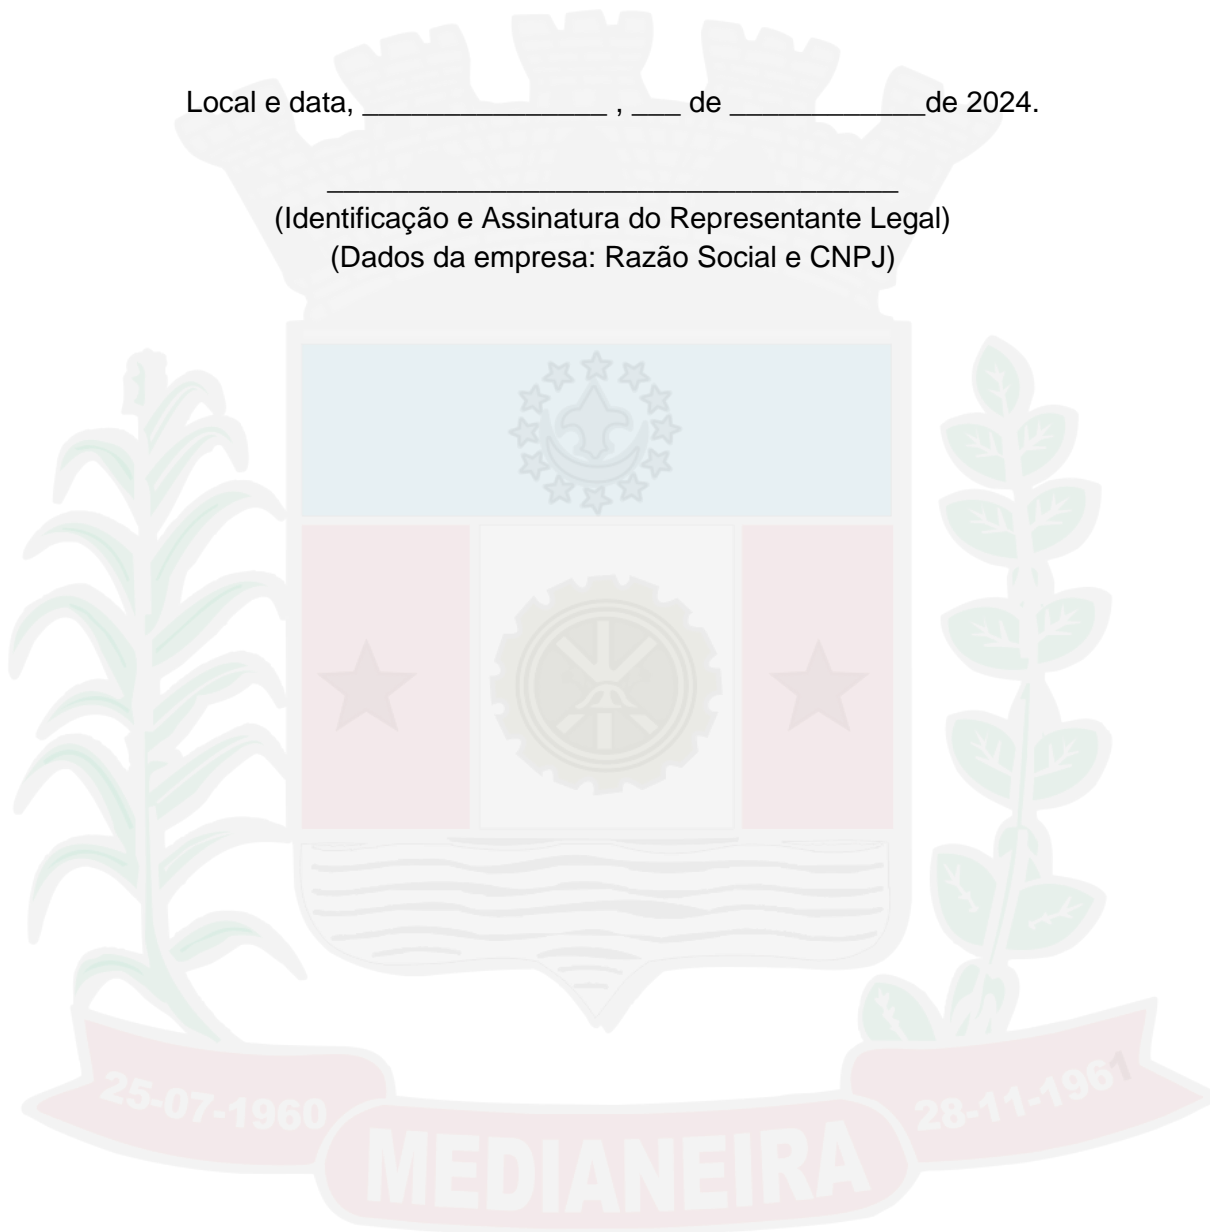 Local e data, _______________ , ___ de ____________de 2024.
___________________________________
(Identificação e Assinatura do Representante Legal)
(Dados da empresa: Razão Social e CNPJ)
25-07-1960
28-11-1961
MEDIANEIRA